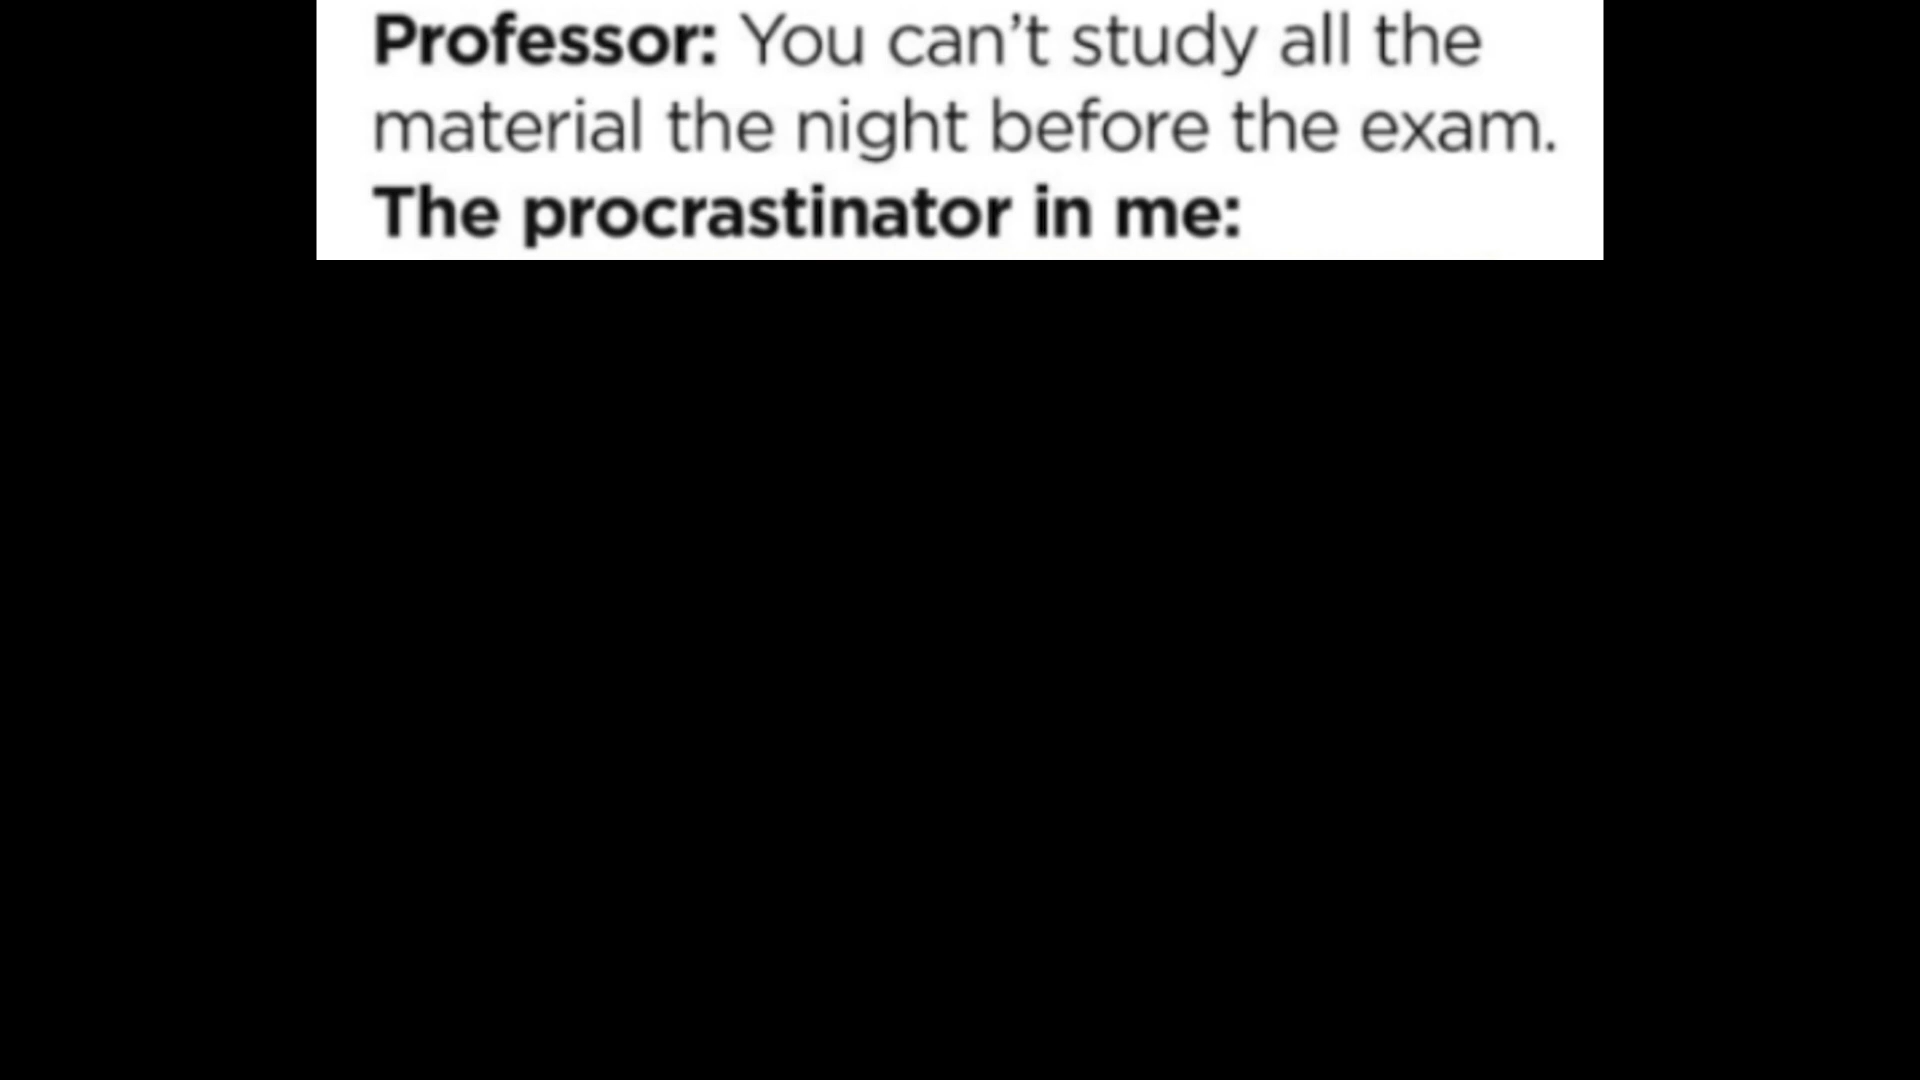 Professor: You can’t study all the
material the night before the exam.
The procrastinator in me: